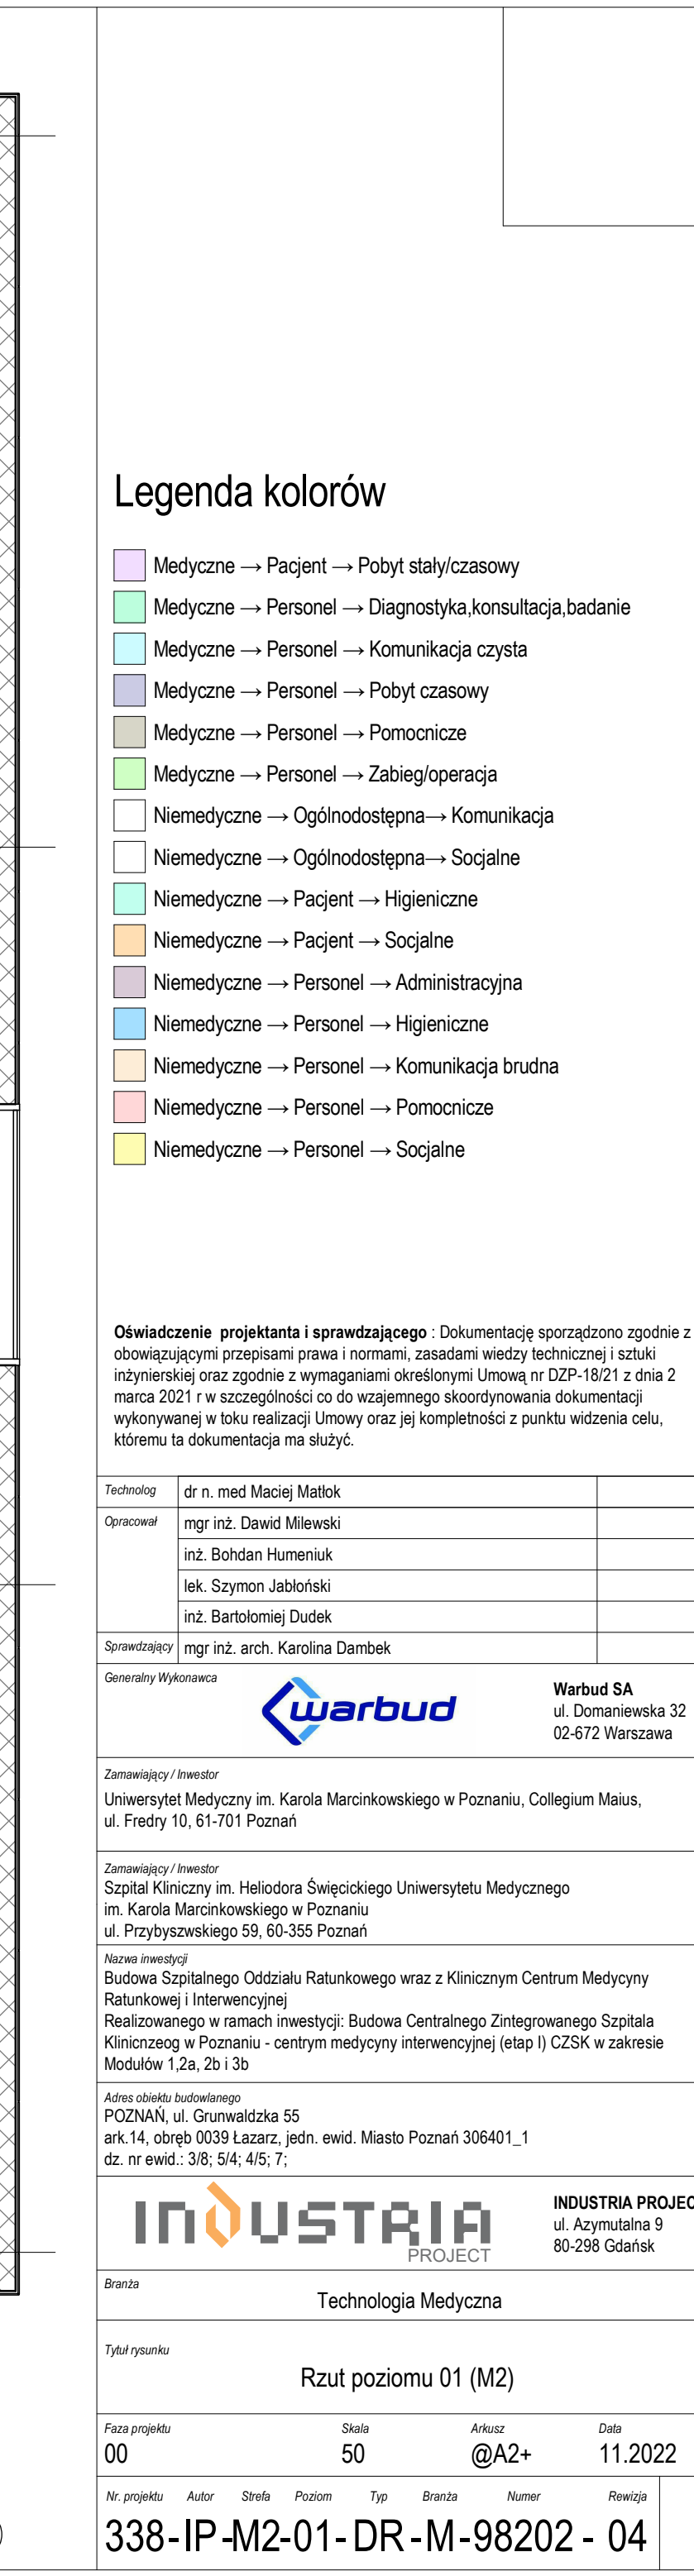 Legenda kolorów
Medyczne → Pacjent → Pobyt stały/czasowy
Medyczne → Personel → Diagnostyka,konsultacja,badanie
Medyczne → Personel → Komunikacja czysta
Medyczne → Personel → Pobyt czasowy
Medyczne → Personel → Pomocnicze
Medyczne → Personel → Zabieg/operacja
Niemedyczne → Ogólnodostępna→ Komunikacja
Niemedyczne → Ogólnodostępna→ Socjalne
Niemedyczne → Pacjent → Higieniczne
Niemedyczne → Pacjent → Socjalne
Niemedyczne → Personel → Administracyjna
Niemedyczne → Personel → Higieniczne
Niemedyczne → Personel → Komunikacja brudna
Niemedyczne → Personel → Pomocnicze
Niemedyczne → Personel → Socjalne
Oświadczenie projektanta i sprawdzającego : Dokumentację sporządzono zgodnie z
obowiązującymi przepisami prawa i normami, zasadami wiedzy technicznej i sztuki
inżynierskiej oraz zgodnie z wymaganiami określonymi Umową nr DZP-18/21 z dnia 2
marca 2021 r w szczególności co do wzajemnego skoordynowania dokumentacji
wykonywanej w toku realizacji Umowy oraz jej kompletności z punktu widzenia celu,
któremu ta dokumentacja ma służyć.
Technolog dr n. med Maciej Matłok
Opracował mgr inż. Dawid Milewski
inż. Bohdan Humeniuk
lek. Szymon Jabłoński
inż. Bartołomiej Dudek
Sprawdzający mgr inż. arch. Karolina Dambek
Generalny Wykonawca
warbud
Warbud SA
ul. Domaniewska 32
02-672 Warszawa
Zamawiający / Inwestor
Uniwersytet Medyczny im. Karola Marcinkowskiego w Poznaniu, Collegium Maius,
ul. Fredry 10, 61-701 Poznań
Zamawiający / Inwestor
Szpital Kliniczny im. Heliodora Święcickiego Uniwersytetu Medycznego
im. Karola Marcinkowskiego w Poznaniu
ul. Przybyszwskiego 59, 60-355 Poznań
Nazwa inwestycji
Budowa Szpitalnego Oddziału Ratunkowego wraz z Klinicznym Centrum Medycyny
Ratunkowej i Interwencyjnej
Realizowanego w ramach inwestycji: Budowa Centralnego Zintegrowanego Szpitala
Klinicnzeog w Poznaniu - centrym medycyny interwencyjnej (etap I) CZSK w zakresie
Modułów 1,2a, 2b i 3b
Adres obiektu budowlanego
POZNAŃ, ul. Grunwaldzka 55
ark.14, obręb 0039 Łazarz, jedn. ewid. Miasto Poznań 306401_1
dz. nr ewid.: 3/8; 5/4; 4/5; 7;
INDUSTRIA
PROJECT
INDUSTRIA PROJEC
ul. Azymutalna 9
80-298 Gdańsk
Branża
Technologia Medyczna
Tytuł rysunku
Rzut poziomu 01 (M2)
Faza projektu Skala Arkusz Data
00 50 @A2+ 11.2022
Nr. projektu Autor Strefa Poziom Typ Branża Numer Rewizja
338-IP-M2-01-DR-M-98202 - 04